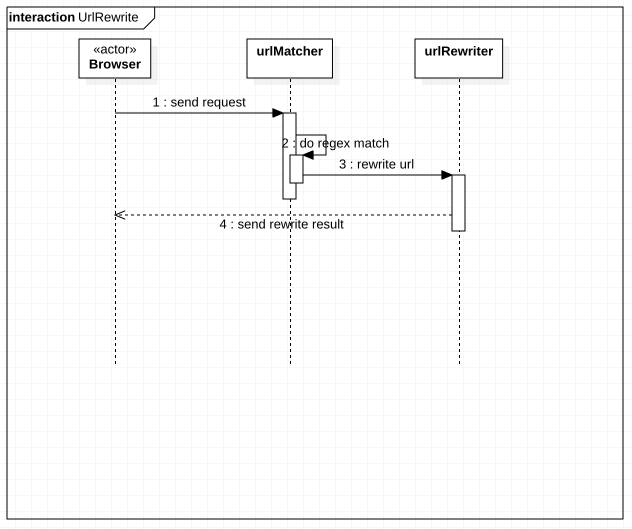 interaction UrlRewrite
«actor»
Browser
urlMatcher
urlRewriter
1 : send request
2 : do regex match
3 : rewrite url
4 : send rewrite result